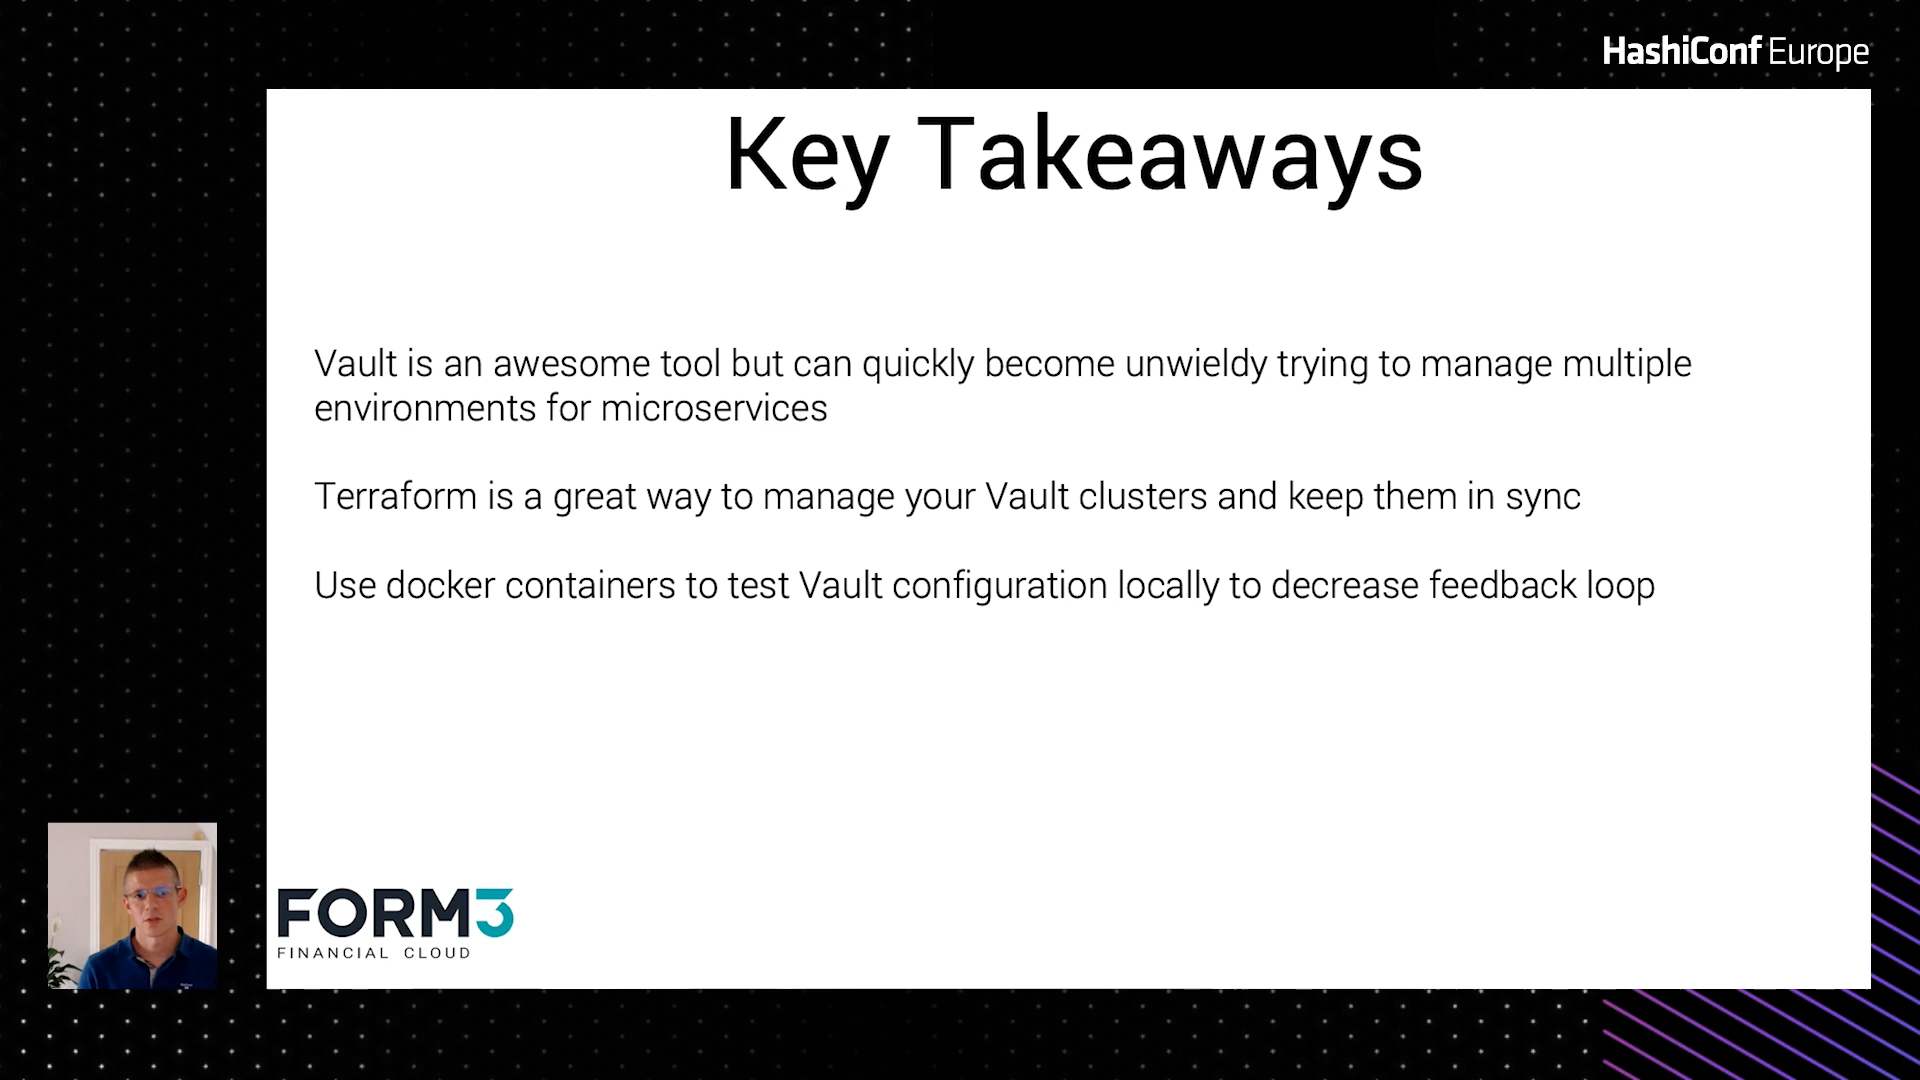 HashiConf Europe
Key Takeaways
Vault is an awesome tool but can quickly become unwieldy trying to manage multiple
environments for microservices
Terraform is a great way to manage your Vault clusters and keep them in sync
Use docker containers to test Vault configuration locally to decrease feedback loop
FORM3
FINANCIAL CLOUD